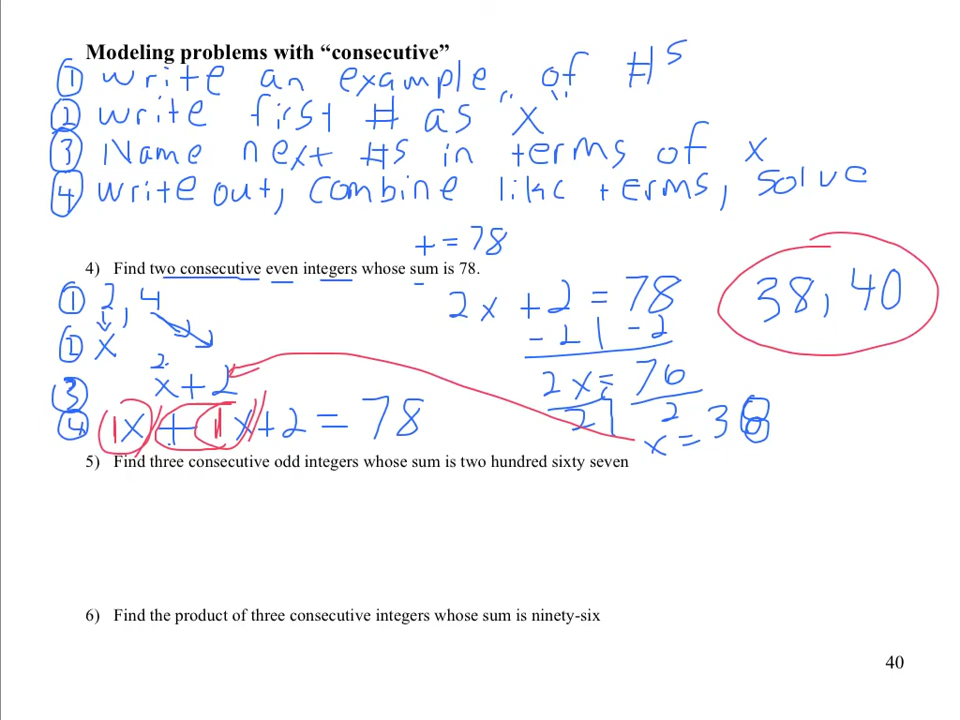 Modeling problems with “consecutive”
① write an example of #s
② write first # as "x"
③ Name next #s in terms of x
④ write out, combine like terms, solve
+ = 78
4) Find two consecutive even integers whose sum is 78.
① 2, 4
② x
③ x+2
④ 1x + 1x + 2 = 78
2x + 2 = 78
- 2 - 2
2x = 76
2 2
x = 38
38, 40
5) Find three consecutive odd integers whose sum is two hundred sixty seven
6) Find the product of three consecutive integers whose sum is ninety-six
40